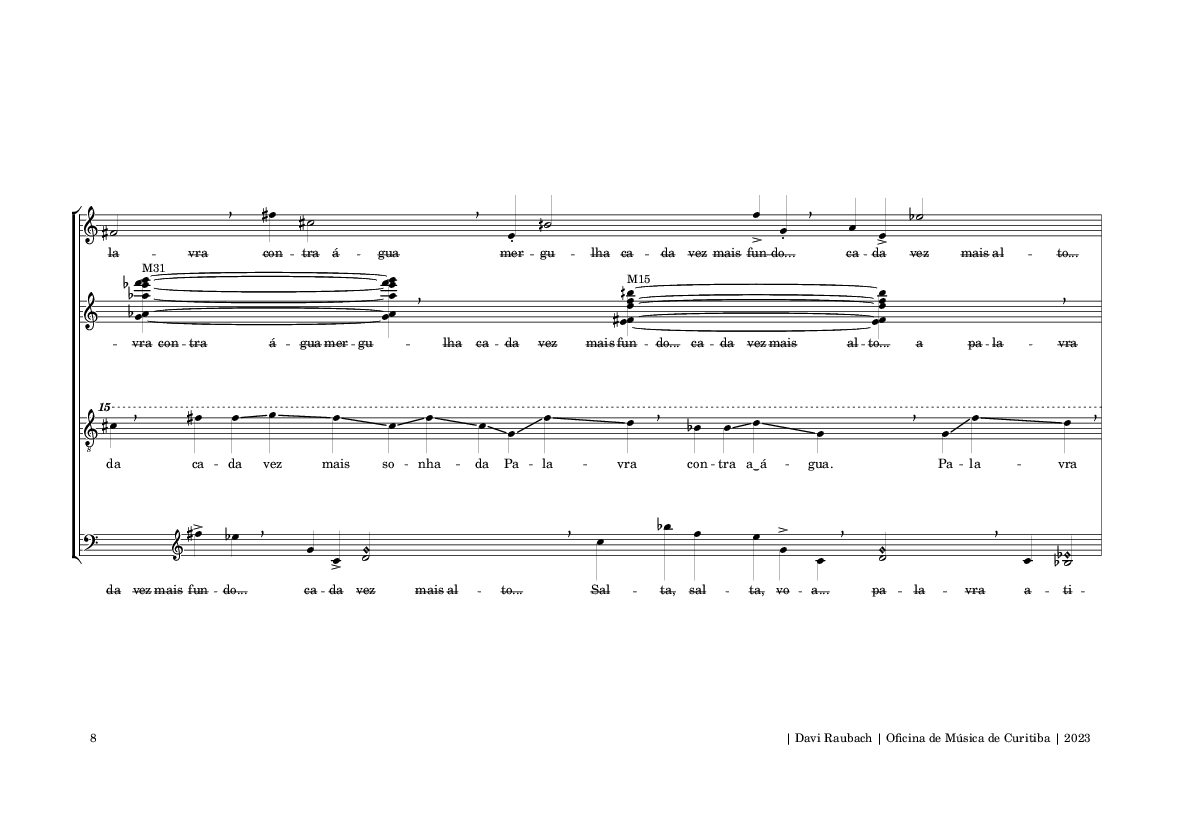 la -- vra con -- tra á -- gua mer -- gu -- lha ca -- da vez mais fun -- do... ca -- da vez mais al -- to...
M31 M15
-- vra con -- tra á -- gua mer -- gu -- lha ca -- da vez mais fun -- do... ca -- da vez mais al -- to... a pa -- la -- vra
15
8
da ca -- da vez mais so -- nha -- da Pa -- la -- vra con -- tra a‿á -- gua. Pa -- la -- vra
da vez mais fun -- do... ca -- da vez mais al -- to... Sal -- ta, sal -- ta, vo -- a... pa -- la -- vra a -- ti --
8 | Davi Raubach | Oficina de Música de Curitiba | 2023